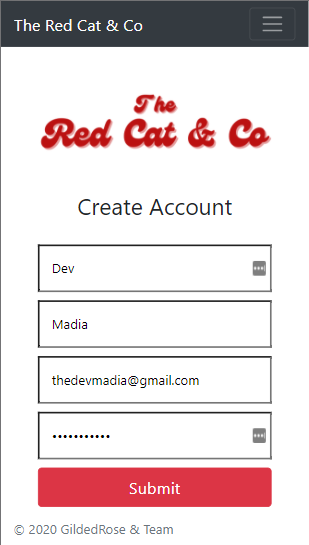 The Red Cat & Co
The
Red Cat & Co
Create Account
Dev
Madia
thedevmadia@gmail.com
•••••••••••
Submit
© 2020 GildedRose & Team